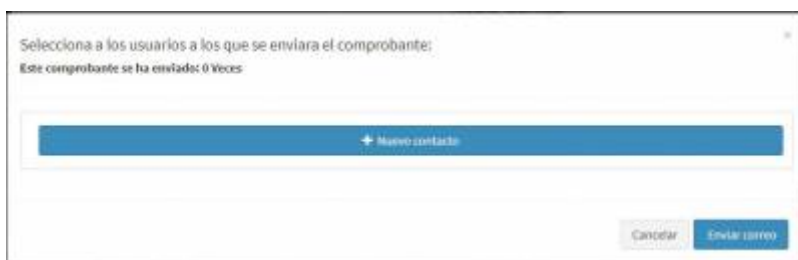 Selecciona a los usuarios a los que se enviara el comprobante:
Este comprobante se ha enviado: 0 Veces
+ Nuevo contacto
Cancelar
Enviar correo